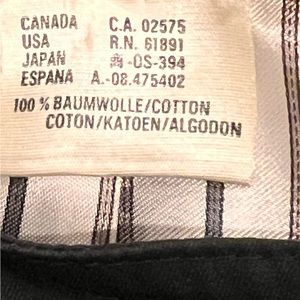 CANADA C.A. 02575
USA R.N. 61891
JAPAN -OS-394
ESPANA A.-08.475402
100 % BAUMWOLLE/COTTON
COTON/KATOEN/ALGODON